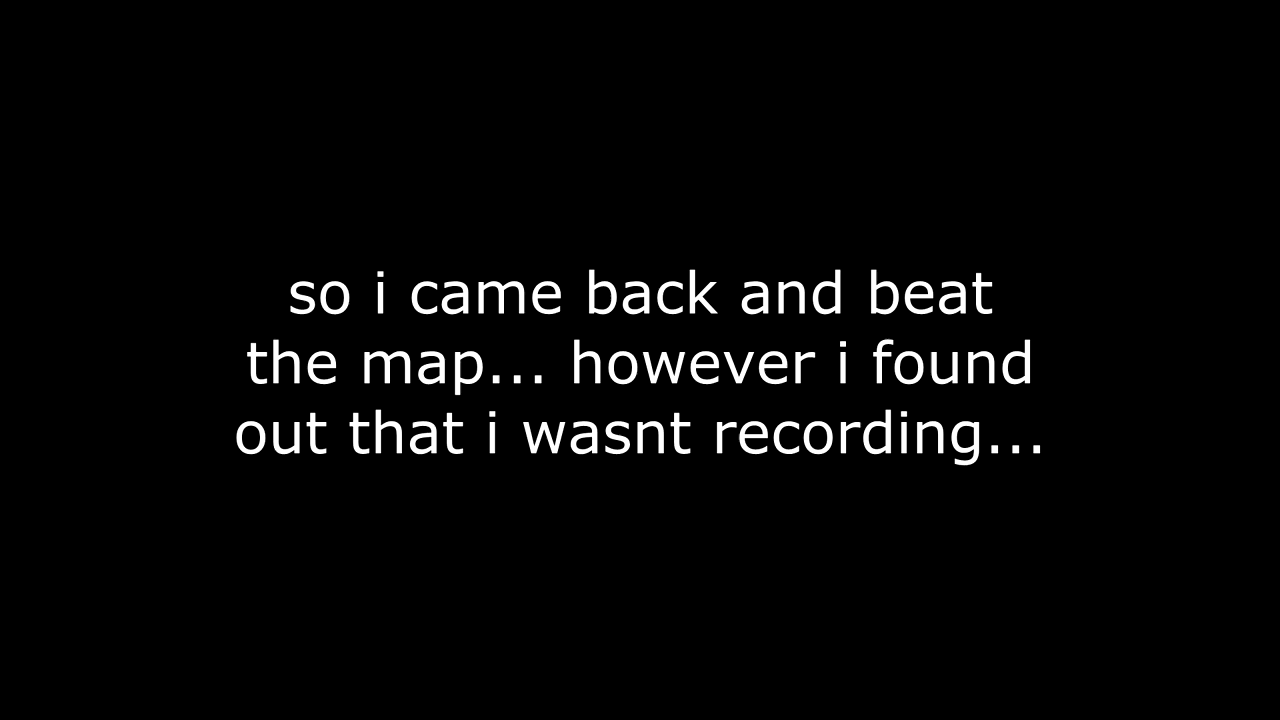 so i came back and beat
the map... however i found
out that i wasnt recording...